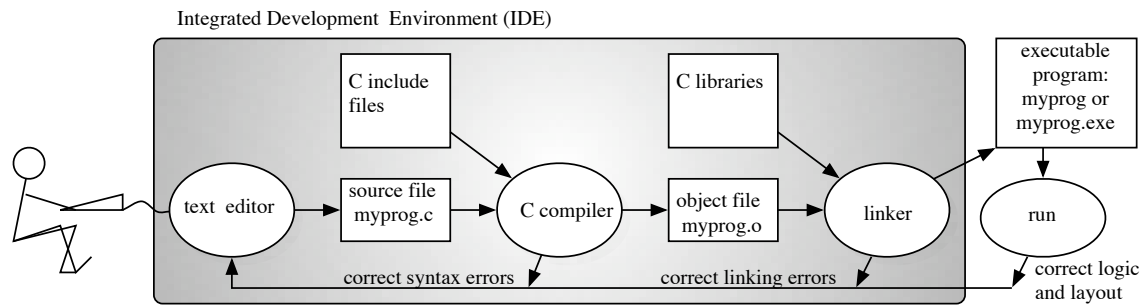 Integrated Development Environment (IDE)
C include
files
C libraries
executable
program:
myprog or
myprog.exe
text editor
source file
myprog.c
C compiler
object file
myprog.o
linker
run
correct syntax errors
correct linking errors
correct logic
and layout